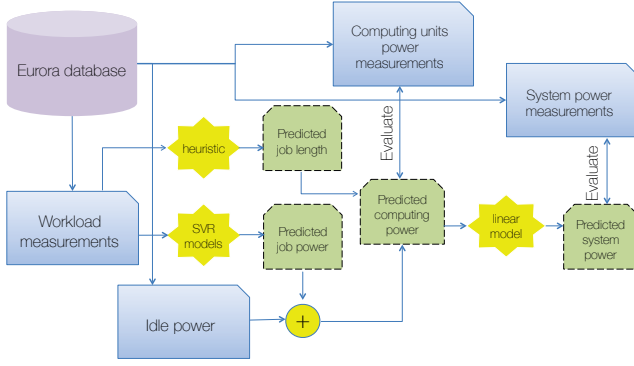 Eurora database
Computing units
power
measurements
System power
measurements
heuristic
Predicted
job length
Evaluate
Evaluate
Workload
measurements
SVR
models
Predicted
job power
Predicted
computing
power
linear
model
Predicted
system
power
Idle power
+